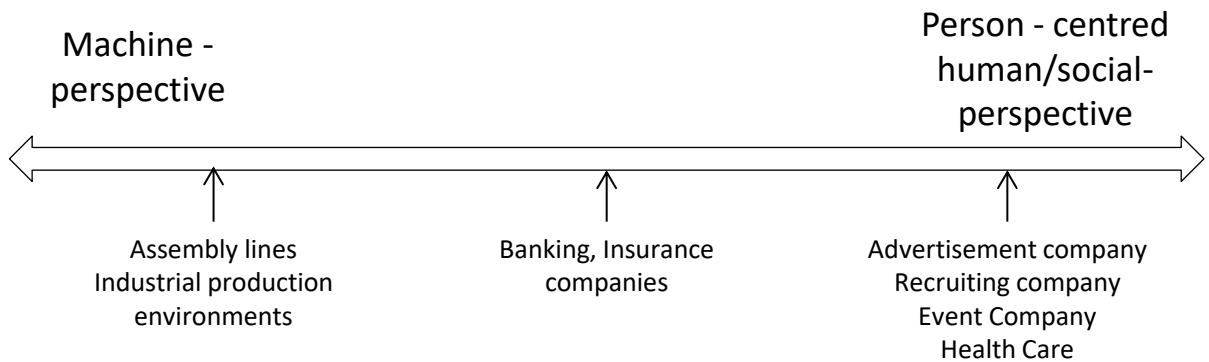 Machine -
perspective
Person - centred
human/social-
perspective
Assembly lines
Industrial production
environments
Banking, Insurance
companies
Advertisement company
Recruiting company
Event Company
Health Care